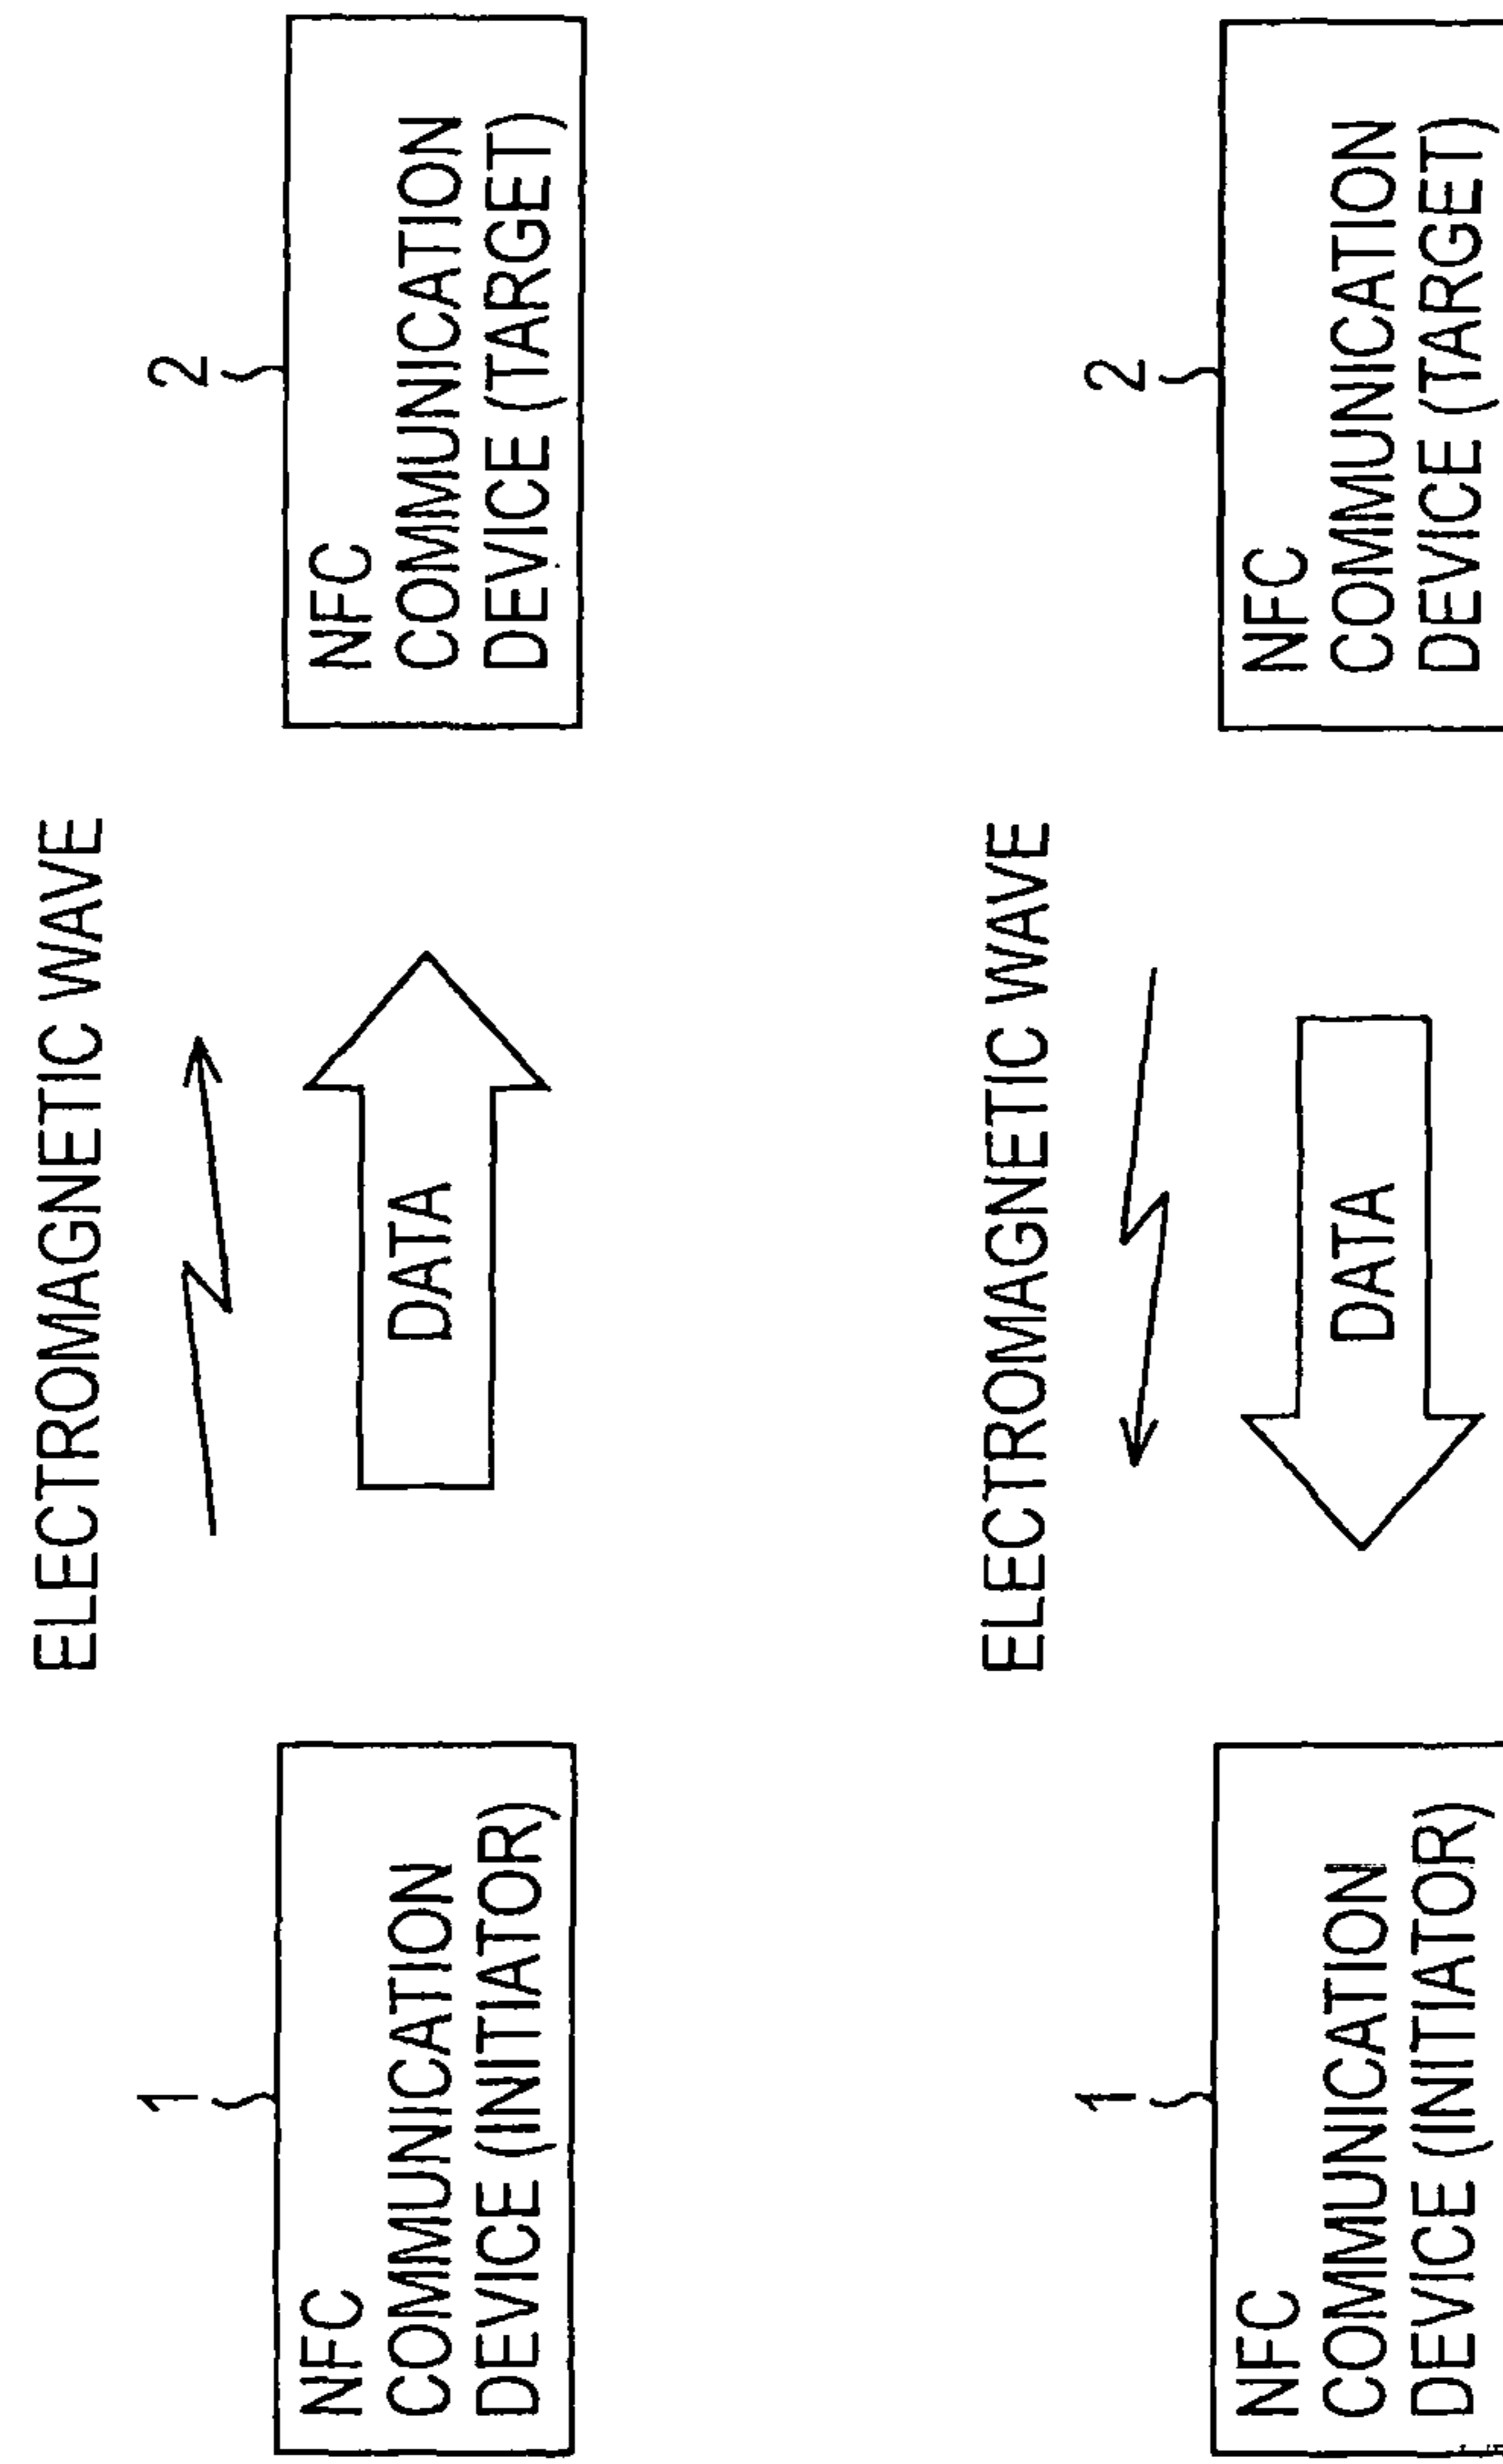 ELECTROMAGNETIC WAVE
1
NFC
COMMUNICATION
DEVICE (INITIATOR)
DATA
2
NFC
COMMUNICATION
DEVICE (TARGET)
ELECTROMAGNETIC WAVE
1
NFC
COMMUNICATION
DEVICE (INITIATOR)
DATA
2
NFC
COMMUNICATION
DEVICE (TARGET)